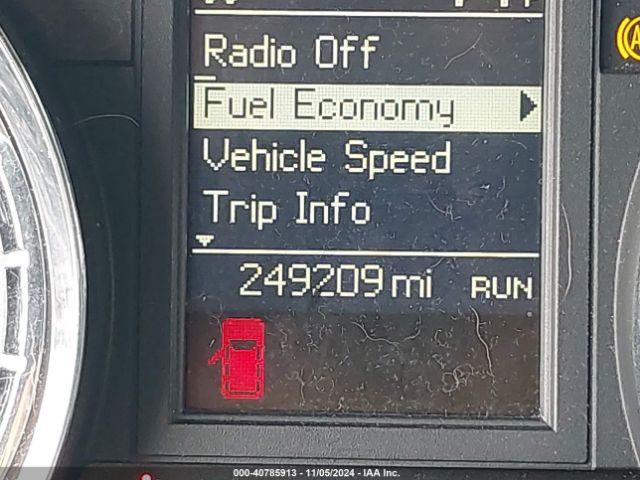 Radio Off
Fuel Economy
Vehicle Speed
Trip Info
249209 mi RUN
000-40785913 - 11/05/2024 - IAA Inc.